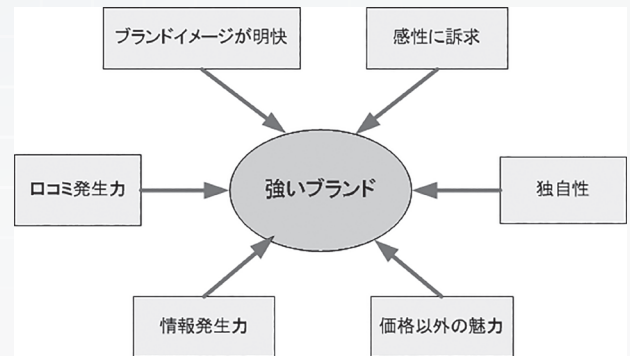 ブランドイメージが明快
感性に訴求
口コミ発生力
強いブランド
独自性
情報発生力
価格以外の魅力